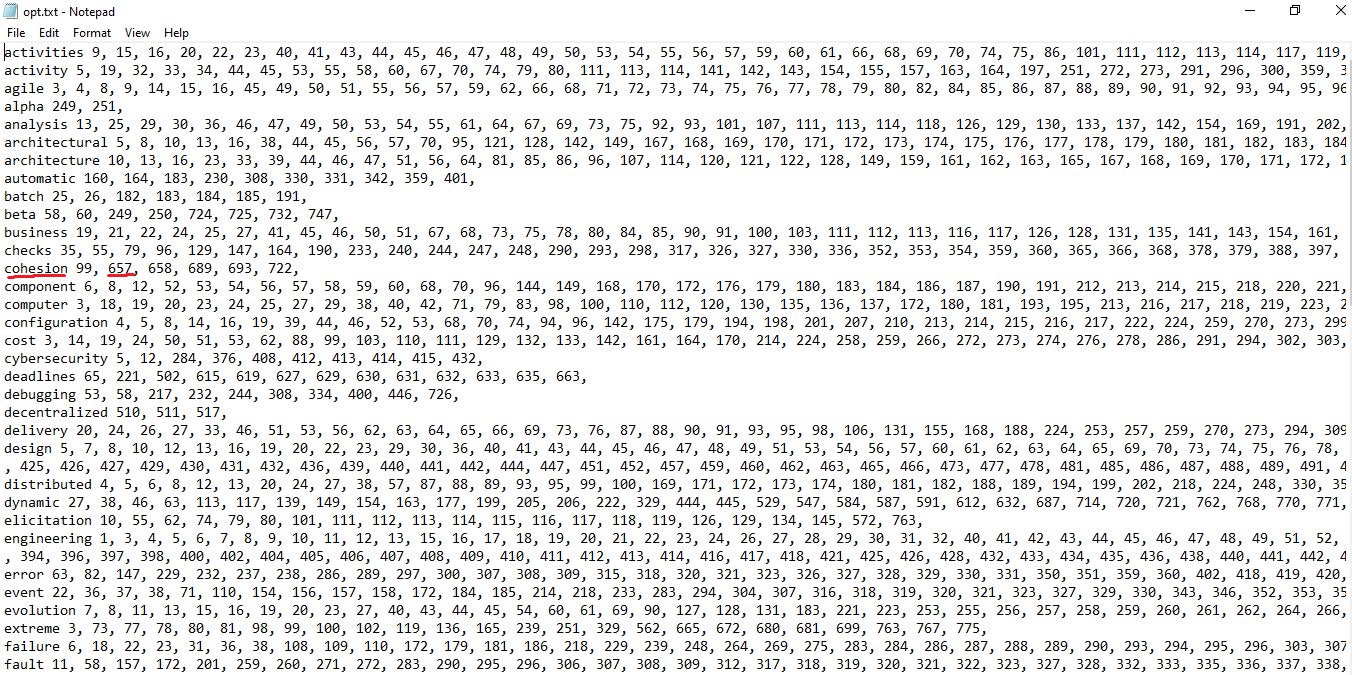 opt.txt - Notepad
File Edit Format View Help
activities 9, 15, 16, 20, 22, 23, 40, 41, 43, 44, 45, 46, 47, 48, 49, 50, 53, 54, 55, 56, 57, 59, 60, 61, 66, 68, 69, 70, 74, 75, 86, 101, 111, 112, 113, 114, 117, 119,
activity 5, 19, 32, 33, 34, 44, 45, 53, 55, 58, 60, 67, 70, 74, 79, 80, 111, 113, 114, 141, 142, 143, 154, 155, 157, 163, 164, 197, 251, 272, 273, 291, 296, 300, 359, 3
agile 3, 4, 8, 9, 14, 15, 16, 45, 49, 50, 51, 55, 56, 57, 59, 62, 66, 68, 71, 72, 73, 74, 75, 76, 77, 78, 79, 80, 82, 84, 85, 86, 87, 88, 89, 90, 91, 92, 93, 94, 95, 96
alpha 249, 251,
analysis 13, 25, 29, 30, 36, 46, 47, 49, 50, 53, 54, 55, 61, 64, 67, 69, 73, 75, 92, 93, 101, 107, 111, 113, 114, 118, 126, 129, 130, 133, 137, 142, 154, 169, 191, 202,
architectural 5, 8, 10, 13, 16, 38, 44, 45, 56, 57, 70, 95, 121, 128, 142, 149, 167, 168, 169, 170, 171, 172, 173, 174, 175, 176, 177, 178, 179, 180, 181, 182, 183, 184
architecture 10, 13, 16, 23, 33, 39, 44, 46, 47, 51, 56, 64, 81, 85, 86, 96, 107, 114, 120, 121, 122, 128, 149, 159, 161, 162, 163, 165, 167, 168, 169, 170, 171, 172, 1
automatic 160, 164, 183, 230, 308, 330, 331, 342, 359, 401,
batch 25, 26, 182, 183, 184, 185, 191,
beta 58, 60, 249, 250, 724, 725, 732, 747,
business 19, 21, 22, 24, 25, 27, 41, 45, 46, 50, 51, 67, 68, 73, 75, 78, 80, 84, 85, 90, 91, 100, 103, 111, 112, 113, 116, 117, 126, 128, 131, 135, 141, 143, 154, 161,
checks 35, 55, 79, 96, 129, 147, 164, 190, 233, 240, 244, 247, 248, 290, 293, 298, 317, 326, 327, 330, 336, 352, 353, 354, 359, 360, 365, 366, 368, 378, 379, 388, 397,
cohesion 99, 657, 658, 689, 693, 722,
component 6, 8, 12, 52, 53, 54, 56, 57, 58, 59, 60, 68, 70, 96, 144, 149, 168, 170, 172, 176, 179, 180, 183, 184, 186, 187, 190, 191, 212, 213, 214, 215, 218, 220, 221,
computer 3, 18, 19, 20, 23, 24, 25, 27, 29, 38, 40, 42, 71, 79, 83, 98, 100, 110, 112, 120, 130, 135, 136, 137, 172, 180, 181, 193, 195, 213, 216, 217, 218, 219, 223, 2
configuration 4, 5, 8, 14, 16, 19, 39, 44, 46, 52, 53, 68, 70, 74, 94, 96, 142, 175, 179, 194, 198, 201, 207, 210, 213, 214, 215, 216, 217, 222, 224, 259, 270, 273, 299
cost 3, 14, 19, 24, 50, 51, 53, 62, 88, 99, 103, 110, 111, 129, 132, 133, 142, 161, 164, 170, 214, 224, 258, 259, 266, 272, 273, 274, 276, 278, 286, 291, 294, 302, 303,
cybersecurity 5, 12, 284, 376, 408, 412, 413, 414, 415, 432,
deadlines 65, 221, 502, 615, 619, 627, 629, 630, 631, 632, 633, 635, 663,
debugging 53, 58, 217, 232, 244, 308, 334, 400, 446, 726,
decentralized 510, 511, 517,
delivery 20, 24, 26, 27, 33, 46, 51, 53, 56, 62, 63, 64, 65, 66, 69, 73, 76, 87, 88, 90, 91, 93, 95, 98, 106, 131, 155, 168, 188, 224, 253, 257, 259, 270, 273, 294, 309
design 5, 7, 8, 10, 12, 13, 16, 19, 20, 22, 23, 29, 30, 36, 40, 41, 43, 44, 45, 46, 47, 48, 49, 51, 53, 54, 56, 57, 60, 61, 62, 63, 64, 65, 69, 70, 73, 74, 75, 76, 78,
, 425, 426, 427, 429, 430, 431, 432, 436, 439, 440, 441, 442, 444, 447, 451, 452, 457, 459, 460, 462, 463, 465, 466, 473, 477, 478, 481, 485, 486, 487, 488, 489, 491, 4
distributed 4, 5, 6, 8, 12, 13, 20, 24, 27, 38, 57, 87, 88, 89, 93, 95, 99, 100, 169, 171, 172, 173, 174, 180, 181, 182, 188, 189, 194, 199, 202, 218, 224, 248, 330, 35
dynamic 27, 38, 46, 63, 113, 117, 139, 149, 154, 163, 177, 199, 205, 206, 222, 329, 444, 445, 529, 547, 584, 587, 591, 612, 632, 687, 714, 720, 721, 762, 768, 770, 771,
elicitation 10, 55, 62, 74, 79, 80, 101, 111, 112, 113, 114, 115, 116, 117, 118, 119, 126, 129, 134, 145, 572, 763,
engineering 1, 3, 4, 5, 6, 7, 8, 9, 10, 11, 12, 13, 15, 16, 17, 18, 19, 20, 21, 22, 23, 24, 26, 27, 28, 29, 30, 31, 32, 40, 41, 42, 43, 44, 45, 46, 47, 48, 49, 51, 52,
, 394, 396, 397, 398, 400, 402, 404, 405, 406, 407, 408, 409, 410, 411, 412, 413, 414, 416, 417, 418, 421, 425, 426, 428, 432, 433, 434, 435, 436, 438, 440, 441, 442, 4
error 63, 82, 147, 229, 232, 237, 238, 286, 289, 297, 300, 307, 308, 309, 315, 318, 320, 321, 323, 326, 327, 328, 329, 330, 331, 350, 351, 359, 360, 402, 418, 419, 420,
event 22, 36, 37, 38, 71, 110, 154, 156, 157, 158, 172, 184, 185, 214, 218, 233, 283, 294, 304, 307, 316, 318, 319, 320, 321, 323, 327, 329, 330, 343, 346, 352, 353, 35
evolution 7, 8, 11, 13, 15, 16, 19, 20, 23, 27, 40, 43, 44, 45, 54, 60, 61, 69, 90, 127, 128, 131, 183, 221, 223, 253, 255, 256, 257, 258, 259, 260, 261, 262, 264, 266,
extreme 3, 73, 77, 78, 80, 81, 98, 99, 100, 102, 119, 136, 165, 239, 251, 329, 562, 665, 672, 680, 681, 699, 763, 767, 775,
failure 6, 18, 22, 23, 31, 36, 38, 108, 109, 110, 172, 179, 181, 186, 218, 229, 239, 248, 264, 269, 275, 283, 284, 286, 287, 288, 289, 290, 293, 294, 295, 296, 303, 307
fault 11, 58, 157, 172, 201, 259, 260, 271, 272, 283, 290, 295, 296, 306, 307, 308, 309, 312, 317, 318, 319, 320, 321, 322, 323, 327, 328, 332, 333, 335, 336, 337, 338,